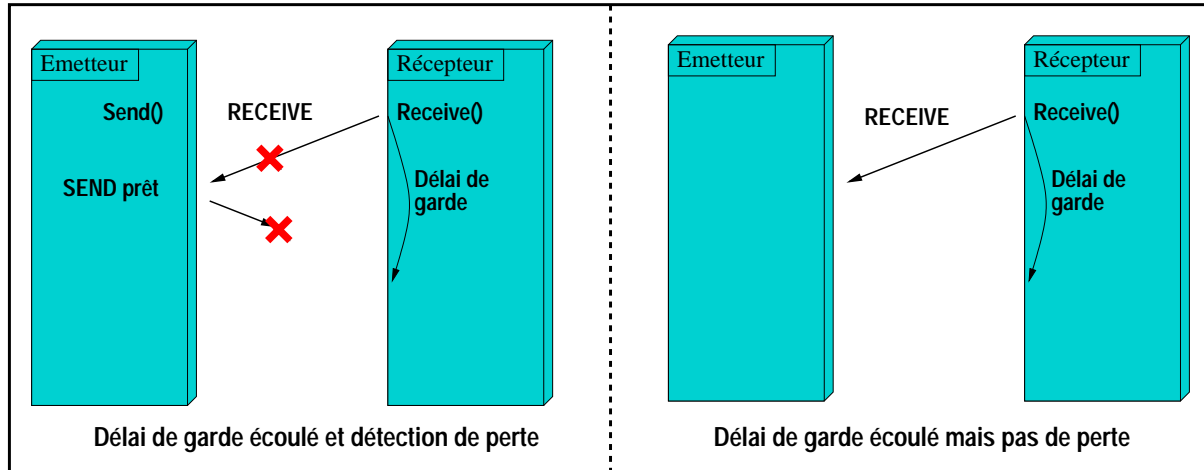 Emetteur
Send()
SEND prêt
RECEIVE
Récepteur
Receive()
Délai de
garde
Délai de garde écoulé et détection de perte
Emetteur
RECEIVE
Récepteur
Receive()
Délai de
garde
Délai de garde écoulé mais pas de perte